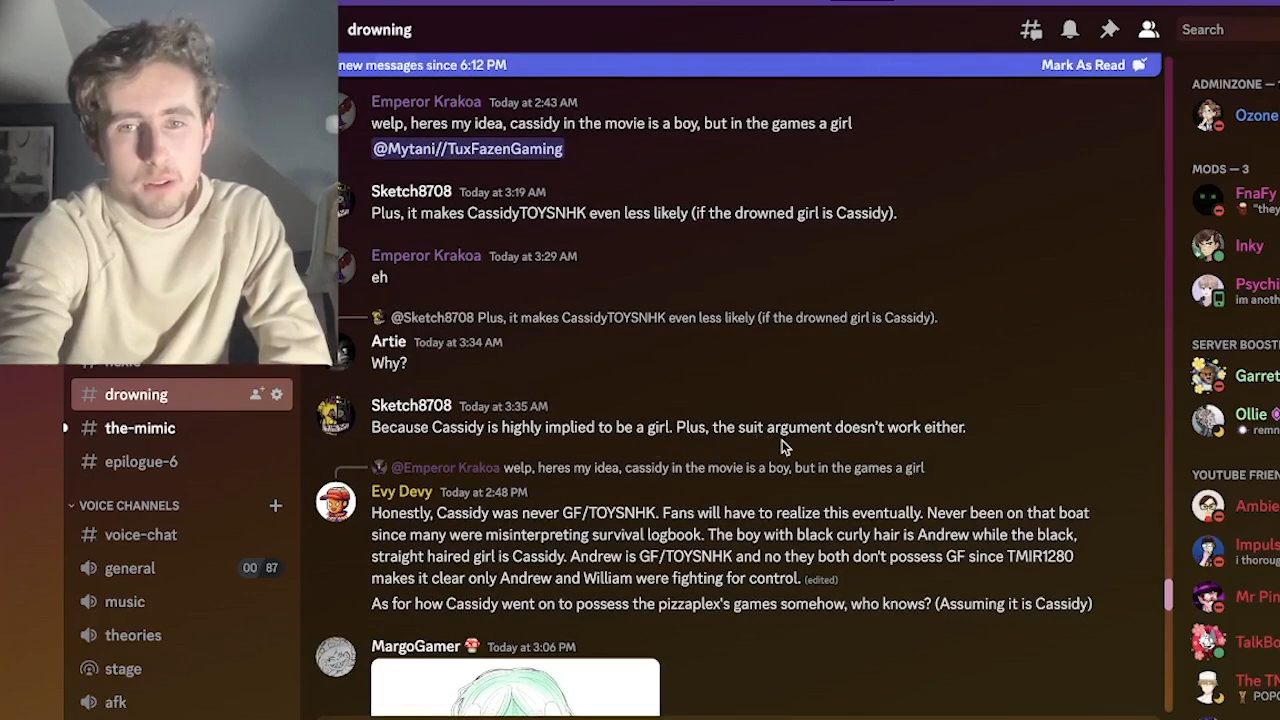 drowning
Search
new messages since 6:12 PM
Mark As Read
Emperor Krakoa Today at 2:43 AM
welp, heres my idea, cassidy in the movie is a boy, but in the games a girl
@Mytani//TuxFazenGaming
Sketch8708 Today at 3:19 AM
Plus, it makes CassidyTOYSNHK even less likely (if the drowned girl is Cassidy).
Emperor Krakoa Today at 3:29 AM
eh
@Sketch8708 Plus, it makes CassidyTOYSNHK even less likely (if the drowned girl is Cassidy).
Artie Today at 3:34 AM
Why?
Sketch8708 Today at 3:35 AM
Because Cassidy is highly implied to be a girl. Plus, the suit argument doesn't work either.
@Emperor Krakoa welp, heres my idea, cassidy in the movie is a boy, but in the games a girl
Evy Devy Today at 2:48 PM
Honestly, Cassidy was never GF/TOYSNHK. Fans will have to realize this eventually. Never been on that boat
since many were misinterpreting survival logbook. The boy with black curly hair is Andrew while the black,
straight haired girl is Cassidy. Andrew is GF/TOYSNHK and no they both don't possess GF since TMIR1280
makes it clear only Andrew and William were fighting for control. (edited)
As for how Cassidy went on to possess the pizzaplex's games somehow, who knows? (Assuming it is Cassidy)
MargoGamer Today at 3:06 PM
# drowning
# the-mimic
# epilogue-6
VOICE CHANNELS
# voice-chat
general 00 87
music
theories
stage
afk
ADMINZONE —
Ozone
MODS — 3
FnaFy
"they
Inky
Psychi
im anoth
SERVER BOOST
Garret
Ollie
remn
YOUTUBE FRIEN
Ambie
Impuls
i thoroug
Mr Pin
TalkBo
The TN
POPC